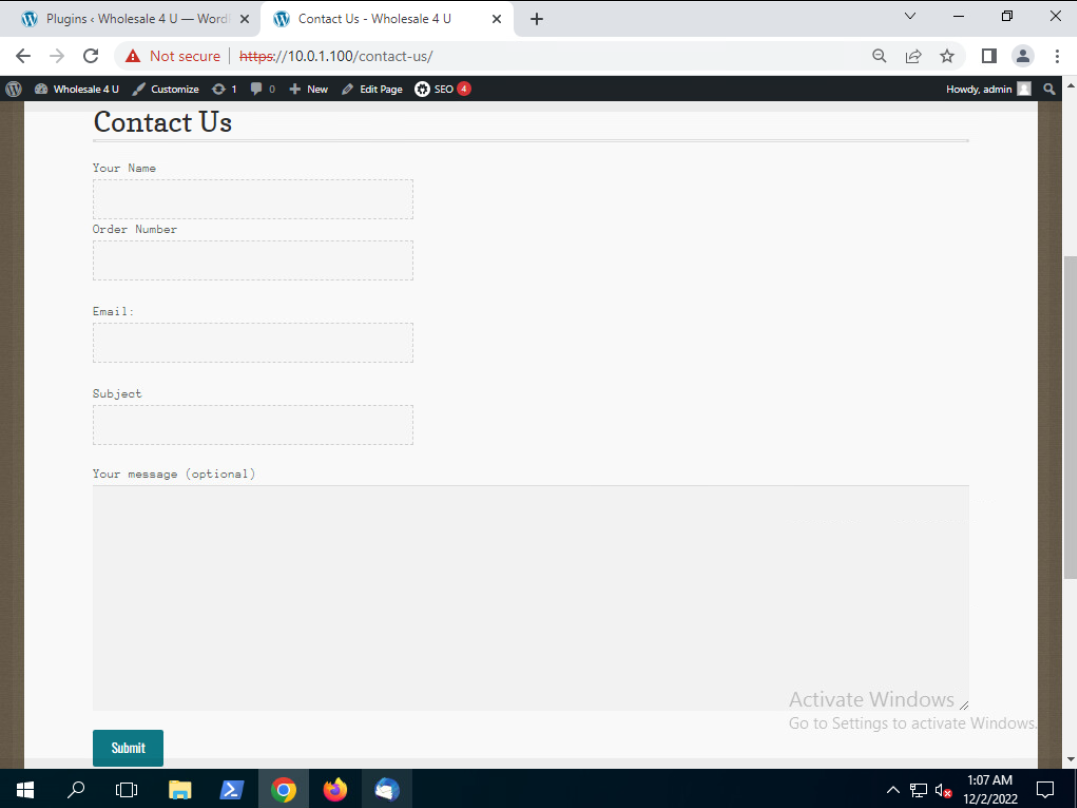 Plugins ‹ Wholesale 4 U — Word
Contact Us - Wholesale 4 U
Not secure
https://10.0.1.100/contact-us/
Wholesale 4 U
Customize
1
0
New
Edit Page
SEO 4
Howdy, admin
Contact Us
Your Name
Order Number
Email:
Subject
Your message (optional)
Activate Windows
Go to Settings to activate Windows.
Submit
1:07 AM
12/2/2022